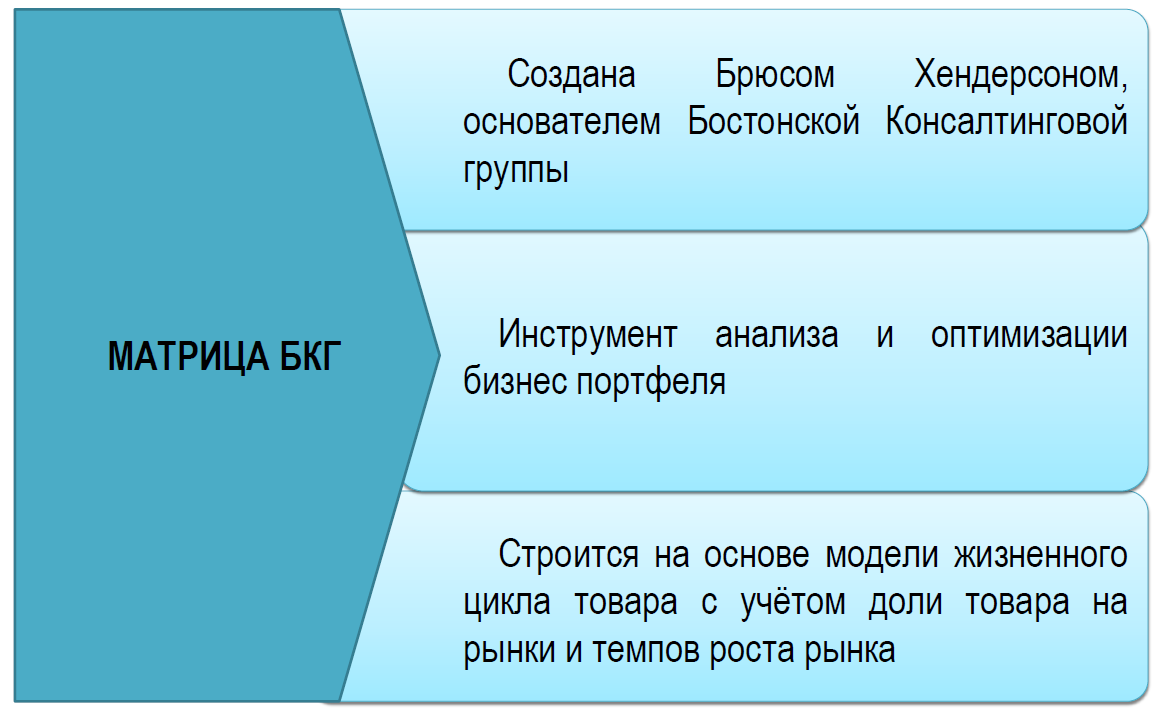 Создана Брюсом Хендерсоном,
основателем Бостонской Консалтинговой
группы
МАТРИЦА БКГ
Инструмент анализа и оптимизации
бизнес портфеля
Строится на основе модели жизненного
цикла товара с учётом доли товара на
рынки и темпов роста рынка